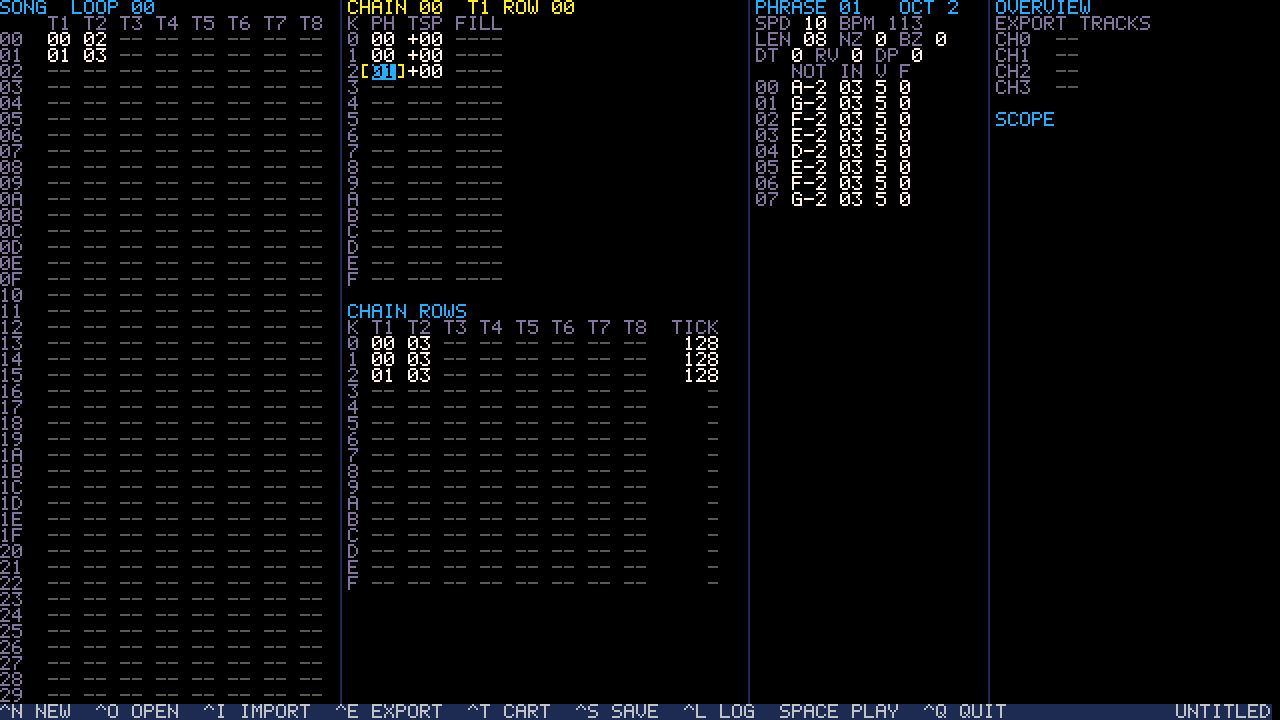 SONG LOOP 00
T1 T2 T3 T4 T5 T6 T7 T8
00 00 02 -- -- -- -- -- --
01 01 03 -- -- -- -- -- --
02 -- -- -- -- -- -- -- --
03 -- -- -- -- -- -- -- --
04 -- -- -- -- -- -- -- --
05 -- -- -- -- -- -- -- --
06 -- -- -- -- -- -- -- --
07 -- -- -- -- -- -- -- --
08 -- -- -- -- -- -- -- --
09 -- -- -- -- -- -- -- --
0A -- -- -- -- -- -- -- --
0B -- -- -- -- -- -- -- --
0C -- -- -- -- -- -- -- --
0D -- -- -- -- -- -- -- --
0E -- -- -- -- -- -- -- --
0F -- -- -- -- -- -- -- --
10 -- -- -- -- -- -- -- --
11 -- -- -- -- -- -- -- --
12 -- -- -- -- -- -- -- --
13 -- -- -- -- -- -- -- --
14 -- -- -- -- -- -- -- --
15 -- -- -- -- -- -- -- --
16 -- -- -- -- -- -- -- --
17 -- -- -- -- -- -- -- --
18 -- -- -- -- -- -- -- --
19 -- -- -- -- -- -- -- --
1A -- -- -- -- -- -- -- --
1B -- -- -- -- -- -- -- --
1C -- -- -- -- -- -- -- --
1D -- -- -- -- -- -- -- --
1E -- -- -- -- -- -- -- --
1F -- -- -- -- -- -- -- --
20 -- -- -- -- -- -- -- --
21 -- -- -- -- -- -- -- --
22 -- -- -- -- -- -- -- --
23 -- -- -- -- -- -- -- --
24 -- -- -- -- -- -- -- --
25 -- -- -- -- -- -- -- --
26 -- -- -- -- -- -- -- --
27 -- -- -- -- -- -- -- --
28 -- -- -- -- -- -- -- --
29 -- -- -- -- -- -- -- --
CHAIN 00 T1 ROW 00
K PH TSP FILL
0 00 +00 ----
1 00 +00 ----
2[01]+00 ----
3 -- --- ----
4 -- --- ----
5 -- --- ----
6 -- --- ----
7 -- --- ----
8 -- --- ----
9 -- --- ----
A -- --- ----
B -- --- ----
C -- --- ----
D -- --- ----
E -- --- ----
F -- --- ----
CHAIN ROWS
K T1 T2 T3 T4 T5 T6 T7 T8 TICK
0 00 03 -- -- -- -- -- -- 128
1 00 03 -- -- -- -- -- -- 128
2 01 03 -- -- -- -- -- -- 128
3 -- -- -- -- -- -- -- -- -
4 -- -- -- -- -- -- -- -- -
5 -- -- -- -- -- -- -- -- -
6 -- -- -- -- -- -- -- -- -
7 -- -- -- -- -- -- -- -- -
8 -- -- -- -- -- -- -- -- -
9 -- -- -- -- -- -- -- -- -
A -- -- -- -- -- -- -- -- -
B -- -- -- -- -- -- -- -- -
C -- -- -- -- -- -- -- -- -
D -- -- -- -- -- -- -- -- -
E -- -- -- -- -- -- -- -- -
F -- -- -- -- -- -- -- -- -
PHRASE 01 OCT 2
SPD 10 BPM 113
LEN 08 NZ 0 BZ 0
DT 0 RV 0 DP 0
NOT IN V F
00 A-2 03 5 0
01 G-2 03 5 0
02 F-2 03 5 0
03 E-2 03 5 0
04 D-2 03 5 0
05 E-2 03 5 0
06 F-2 03 5 0
07 G-2 03 5 0
OVERVIEW
EXPORT TRACKS
CH0 --
CH1 --
CH2 --
CH3 --
SCOPE
^N NEW ^O OPEN ^I IMPORT ^E EXPORT ^T CART ^S SAVE ^L LOG SPACE PLAY ^Q QUIT UNTITLED